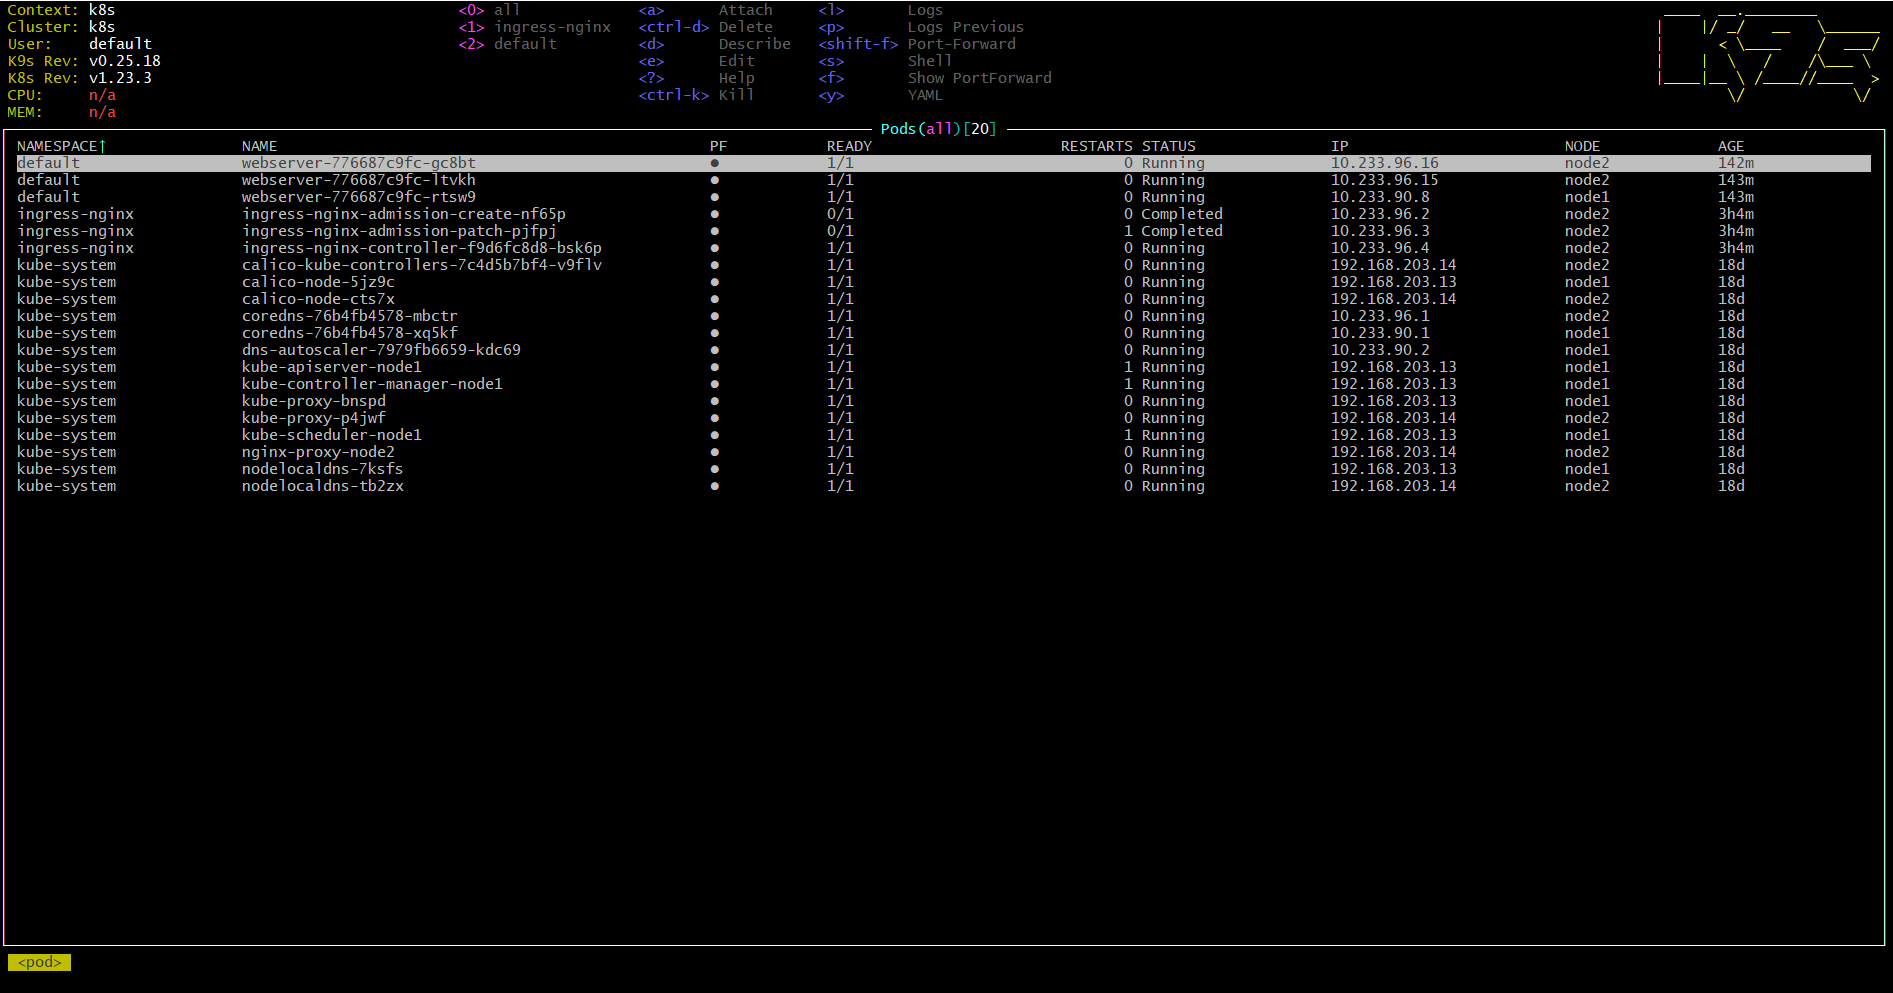 Context: k8s <0> all <a> Attach <l> Logs
Cluster: k8s <1> ingress-nginx <ctrl-d> Delete <p> Logs Previous
User: default <2> default <d> Describe <shift-f> Port-Forward
K9s Rev: v0.25.18 <e> Edit <s> Shell
K8s Rev: v1.23.3 <?> Help <f> Show PortForward
CPU: n/a <ctrl-k> Kill <y> YAML
MEM: n/a
Pods(all)[20]
NAMESPACE↑ NAME PF READY RESTARTS STATUS IP NODE AGE
default webserver-776687c9fc-gc8bt ● 1/1 0 Running 10.233.96.16 node2 142m
default webserver-776687c9fc-ltvkh ● 1/1 0 Running 10.233.96.15 node2 143m
default webserver-776687c9fc-rtsw9 ● 1/1 0 Running 10.233.90.8 node1 143m
ingress-nginx ingress-nginx-admission-create-nf65p ● 0/1 0 Completed 10.233.96.2 node2 3h4m
ingress-nginx ingress-nginx-admission-patch-pjfpj ● 0/1 1 Completed 10.233.96.3 node2 3h4m
ingress-nginx ingress-nginx-controller-f9d6fc8d8-bsk6p ● 1/1 0 Running 10.233.96.4 node2 3h4m
kube-system calico-kube-controllers-7c4d5b7bf4-v9flv ● 1/1 0 Running 192.168.203.14 node2 18d
kube-system calico-node-5jz9c ● 1/1 0 Running 192.168.203.13 node1 18d
kube-system calico-node-cts7x ● 1/1 0 Running 192.168.203.14 node2 18d
kube-system coredns-76b4fb4578-mbctr ● 1/1 0 Running 10.233.96.1 node2 18d
kube-system coredns-76b4fb4578-xq5kf ● 1/1 0 Running 10.233.90.1 node1 18d
kube-system dns-autoscaler-7979fb6659-kdc69 ● 1/1 0 Running 10.233.90.2 node1 18d
kube-system kube-apiserver-node1 ● 1/1 1 Running 192.168.203.13 node1 18d
kube-system kube-controller-manager-node1 ● 1/1 1 Running 192.168.203.13 node1 18d
kube-system kube-proxy-bnspd ● 1/1 0 Running 192.168.203.13 node1 18d
kube-system kube-proxy-p4jwf ● 1/1 0 Running 192.168.203.14 node2 18d
kube-system kube-scheduler-node1 ● 1/1 1 Running 192.168.203.13 node1 18d
kube-system nginx-proxy-node2 ● 1/1 0 Running 192.168.203.14 node2 18d
kube-system nodelocaldns-7ksfs ● 1/1 0 Running 192.168.203.13 node1 18d
kube-system nodelocaldns-tb2zx ● 1/1 0 Running 192.168.203.14 node2 18d
<pod>